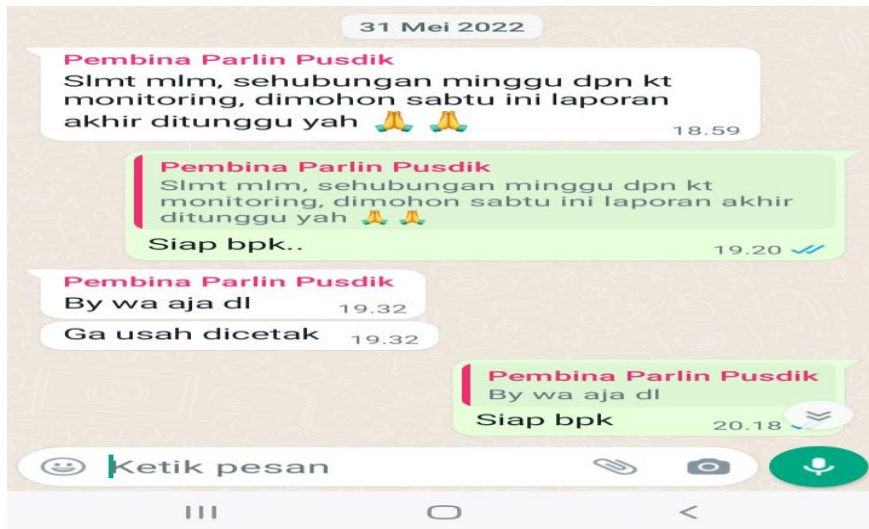 31 Mei 2022
Pembina Parlin Pusdik
Slmt mlm, sehubungan minggu dpn kt
monitoring, dimohon sabtu ini laporan
akhir ditunggu yah 🙏 🙏
18.59
Pembina Parlin Pusdik
Slmt mlm, sehubungan minggu dpn kt
monitoring, dimohon sabtu ini laporan akhir
ditunggu yah 🙏 🙏
Siap bpk..
19.20
Pembina Parlin Pusdik
By wa aja dl 19.32
Ga usah dicetak 19.32
Pembina Parlin Pusdik
By wa aja dl
Siap bpk 20.18
Ketik pesan